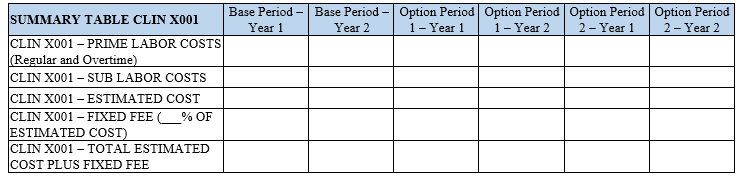 SUMMARY TABLE CLIN X001
Base Period –
Year 1
Base Period –
Year 2
Option Period
1 – Year 1
Option Period
1 – Year 2
Option Period
2 – Year 1
Option Period
2 – Year 2
CLIN X001 – PRIME LABOR COSTS
(Regular and Overtime)
CLIN X001 – SUB LABOR COSTS
CLIN X001 – ESTIMATED COST
CLIN X001 – FIXED FEE (___% OF
ESTIMATED COST)
CLIN X001 – TOTAL ESTIMATED
COST PLUS FIXED FEE